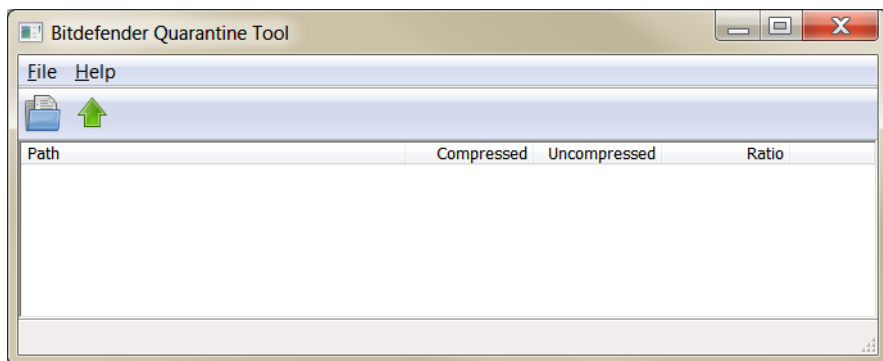 Bitdefender Quarantine Tool
File Help
Path Compressed Uncompressed Ratio